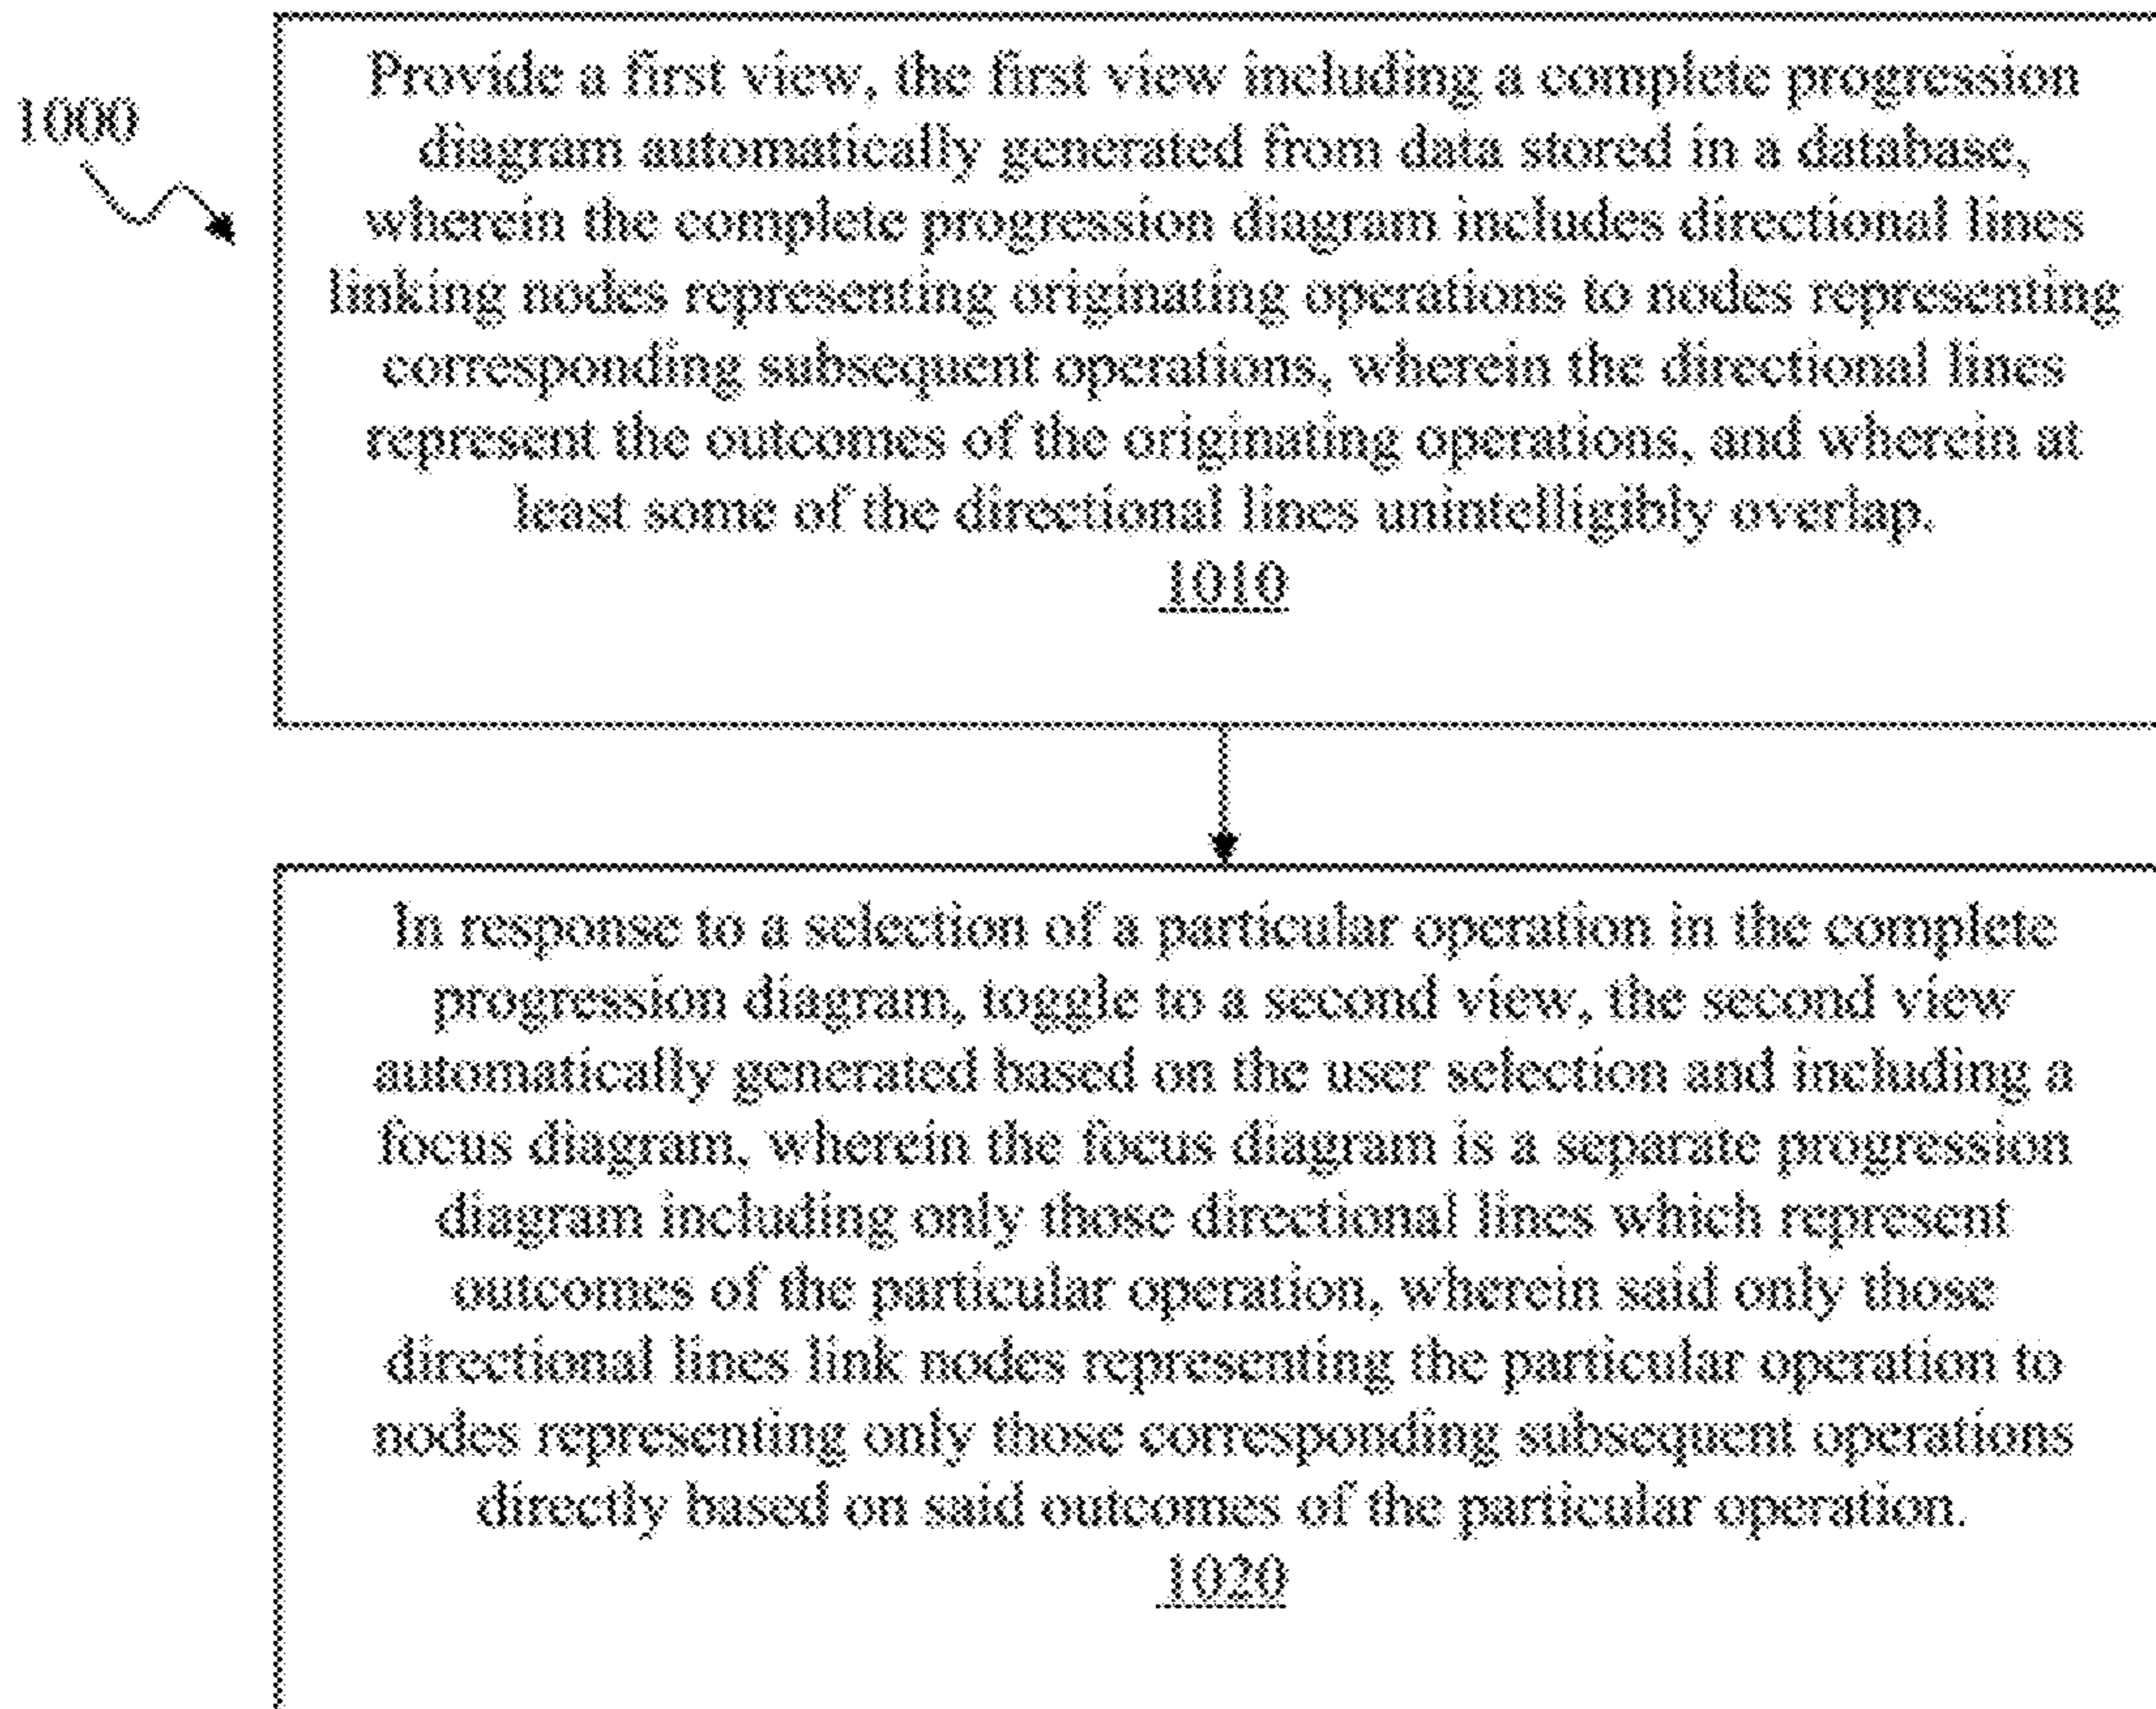 1000
Provide a first view, the first view including a complete progression
diagram automatically generated from data stored in a database,
wherein the complete progression diagram includes directional lines
linking nodes representing originating operations to nodes representing
corresponding subsequent operations, wherein the directional lines
represent the outcomes of the originating operations, and wherein at
least some of the directional lines unintelligibly overlap.
1010
In response to a selection of a particular operation in the complete
progression diagram, toggle to a second view, the second view
automatically generated based on the user selection and including a
focus diagram, wherein the focus diagram is a separate progression
diagram including only those directional lines which represent
outcomes of the particular operation, wherein said only those
directional lines link nodes representing the particular operation to
nodes representing only those corresponding subsequent operations
directly based on said outcomes of the particular operation.
1020